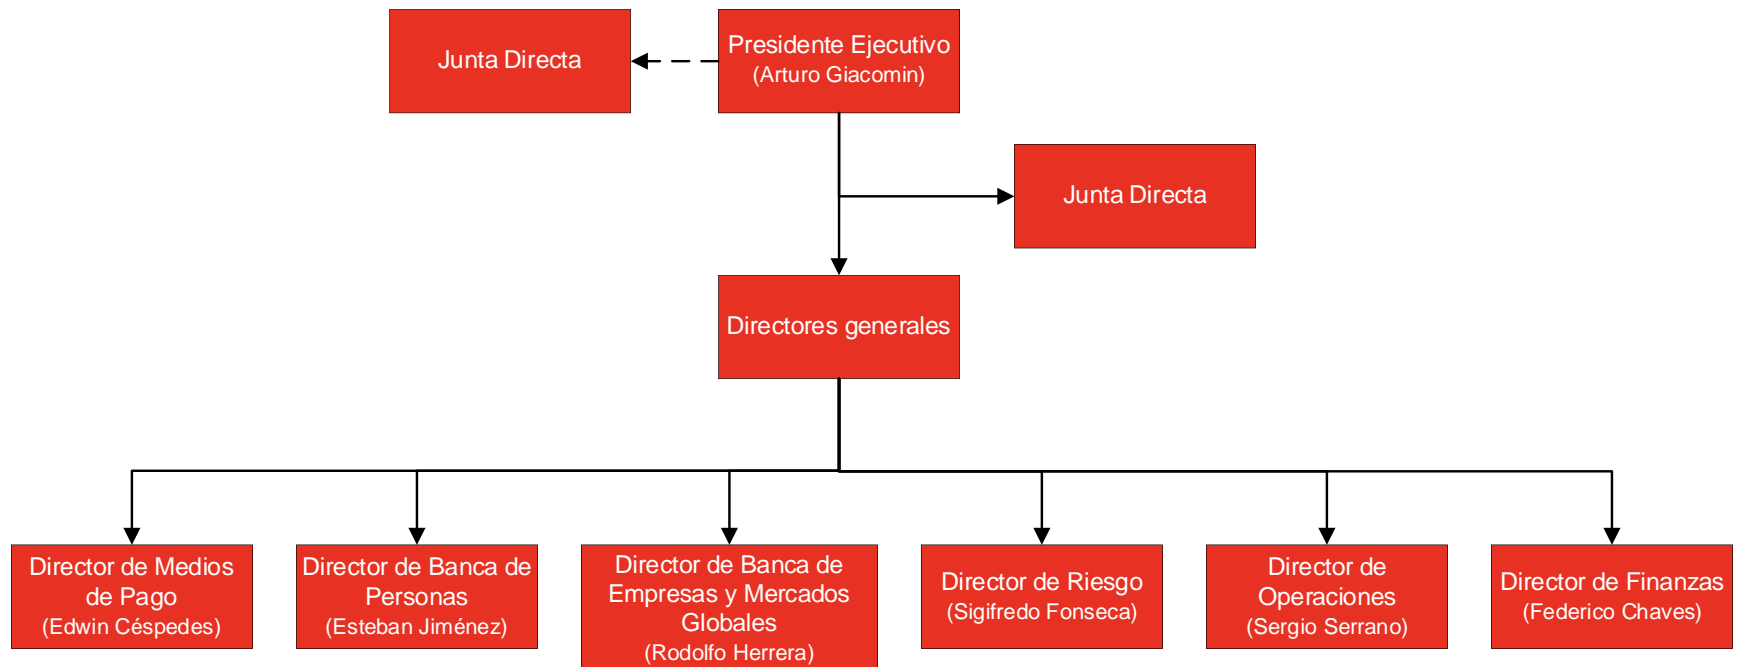 Junta Directa
Presidente Ejecutivo
(Arturo Giacomin)
Junta Directa
Directores generales
Director de Medios
de Pago
(Edwin Céspedes)
Director de Banca de
Personas
(Esteban Jiménez)
Director de Banca de
Empresas y Mercados
Globales
(Rodolfo Herrera)
Director de Riesgo
(Sigifredo Fonseca)
Director de
Operaciones
(Sergio Serrano)
Director de Finanzas
(Federico Chaves)